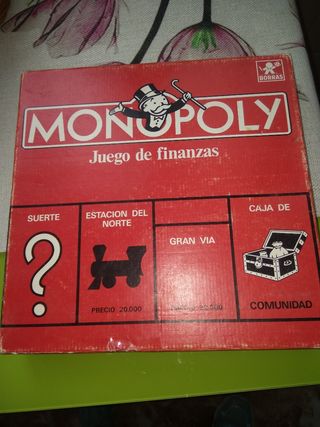 BORRAS
MONOPOLY
Juego de finanzas
SUERTE
?
ESTACION DEL
NORTE
PRECIO 20.000
GRAN VIA
CAJA DE
COMUNIDAD